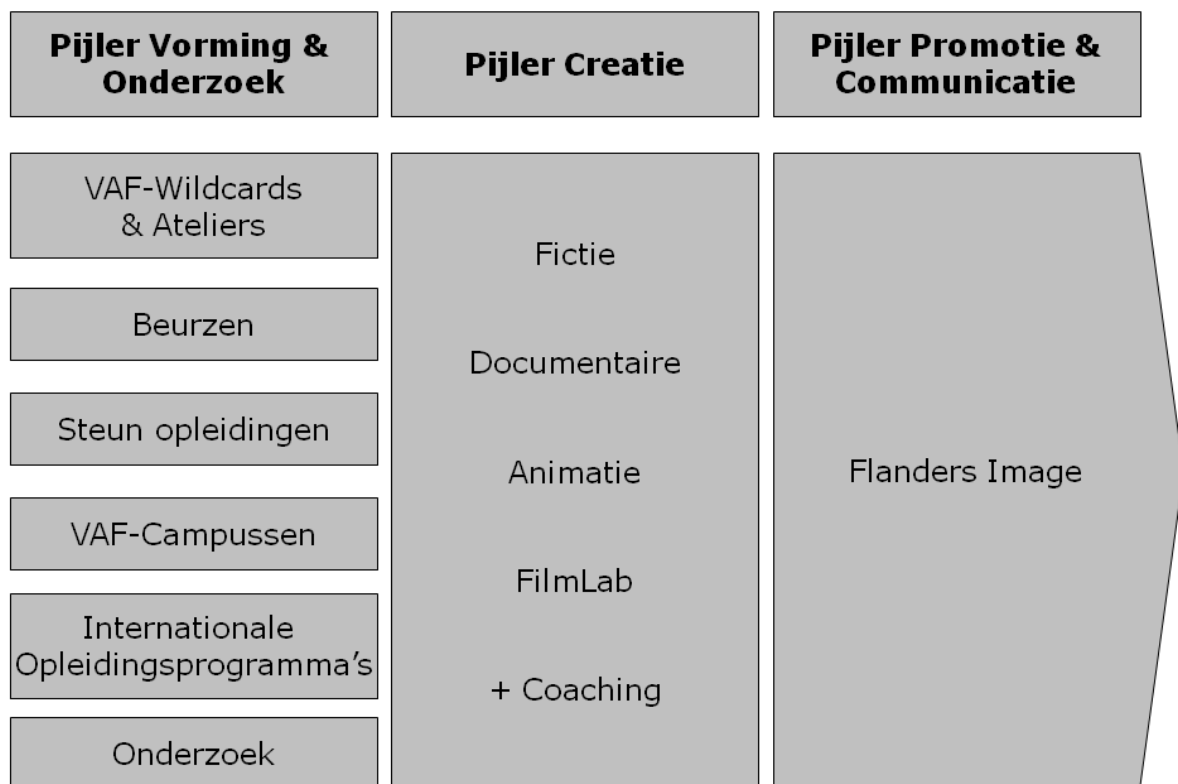 Pijler Vorming &
Onderzoek
Pijler Creatie
Pijler Promotie &
Communicatie
VAF-Wildcards
& Ateliers
Beurzen
Steun opleidingen
VAF-Campussen
Internationale
Opleidingsprogramma's
Onderzoek
Fictie
Documentaire
Animatie
FilmLab
+ Coaching
Flanders Image